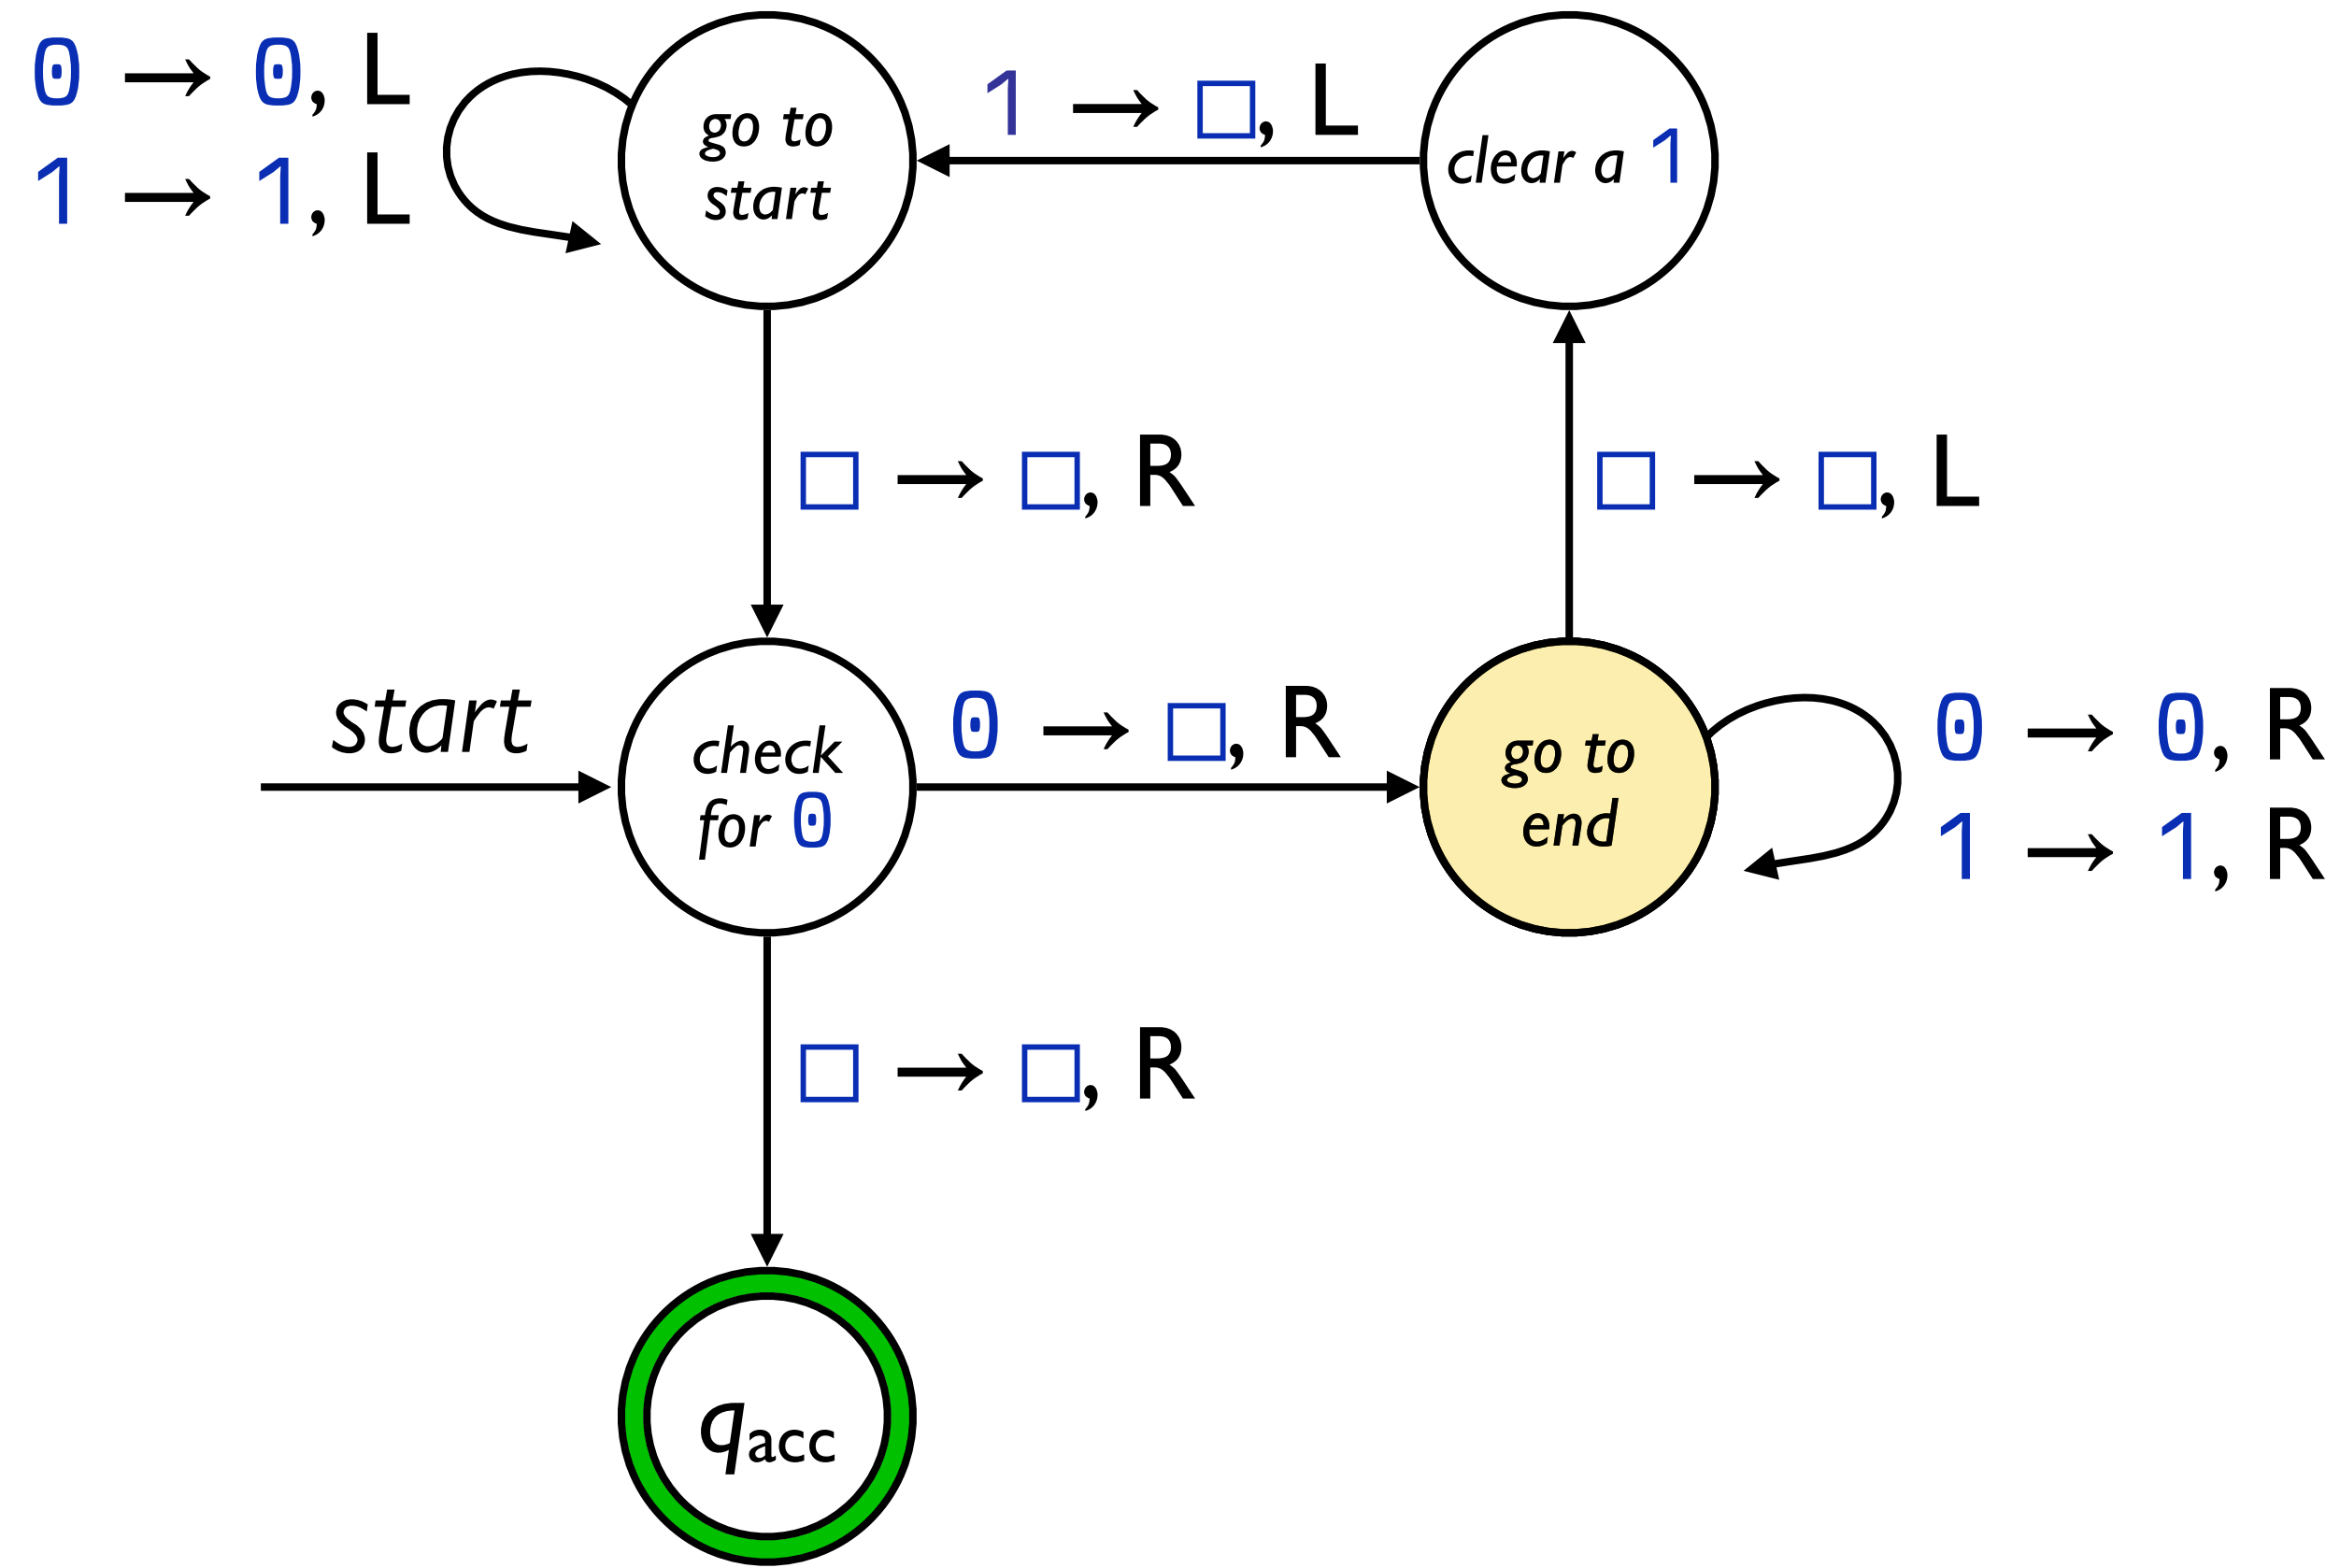 0 → 0, L
1 → 1, L
go to
start
1 → □, L
clear a 1
□ → □, R
□ → □, L
start
check
for 0
0 → □, R
go to
end
0 → 0, R
1 → 1, R
□ → □, R
qacc